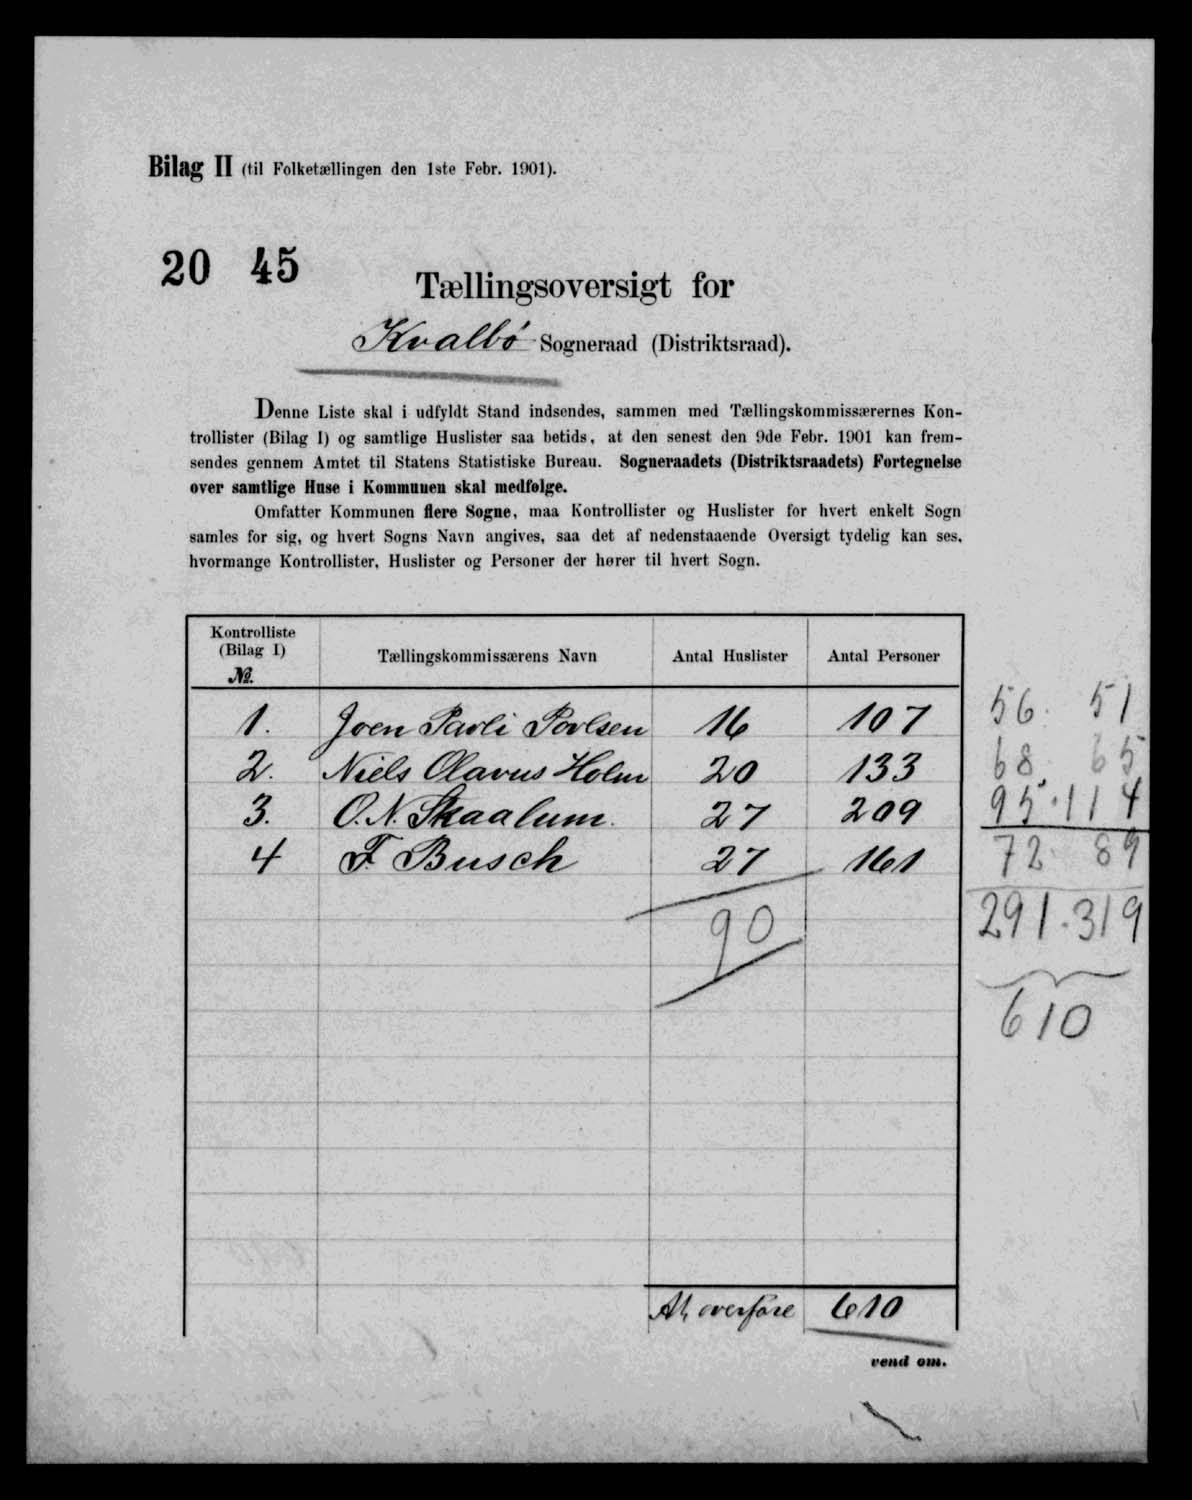 Bilag II (til Folketællingen den 1ste Febr. 1901).
20 45
Tællingsoversigt for
Kvalbø Sogneraad (Distriktsraad).
Denne Liste skal i udfyldt Stand indsendes, sammen med Tællingskommissærernes Kon-
trollister (Bilag I) og samtlige Huslister saa betids, at den senest den 9de Febr. 1901 kan frem-
sendes gennem Amtet til Statens Statistiske Bureau. Sogneraadets (Distriktsraadets) Fortegnelse
over samtlige Huse i Kommunen skal medfølge.
Omfatter Kommunen flere Sogne, maa Kontrollister og Huslister for hvert enkelt Sogn
samles for sig, og hvert Sogns Navn angives, saa det af nedenstaaende Oversigt tydelig kan ses,
hvormange Kontrollister, Huslister og Personer der hører til hvert Sogn.
Kontrolliste
(Bilag I)
№. Tællingskommissærens Navn Antal Huslister Antal Personer
1. Joen Pavli Povlsen 16 107 56. 51
2. Niels Olavus Holm 20 133 68. 65
3. O. N. Skaalum. 27 209 95. 114
4 F. Busch 27 161 72. 89
90 291. 319
610
At overføre 610
vend om.